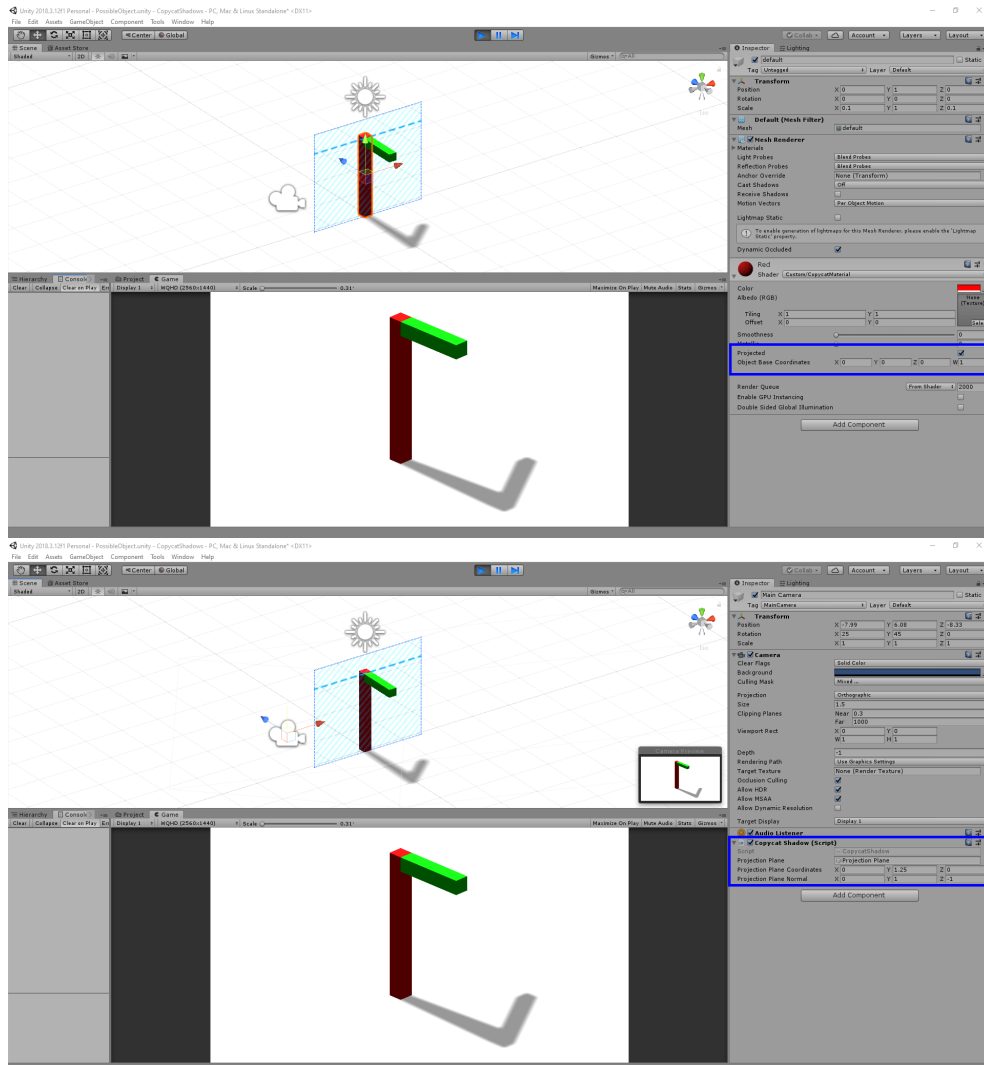 Unity 2018.3.12f1 Personal - PossibleObject.unity - CopycatShadows - PC, Mac & Linux Standalone* <DX11>
File Edit Assets GameObject Component Tools Window Help
Center Global Collab Account Layers Layout
Scene Asset Store Inspector Lighting
Shaded 2D Gizmos All default Static
Tag Untagged Layer Default
Transform
Position X 0 Y 1 Z 0
Rotation X 0 Y 0 Z 0
Scale X 0.1 Y 1 Z 0.1
Default (Mesh Filter)
Mesh default
Mesh Renderer
Materials
Light Probes Blend Probes
Reflection Probes Blend Probes
Anchor Override None (Transform)
Cast Shadows Off
Receive Shadows
Motion Vectors Per Object Motion
Lightmap Static
To enable generation of lightmaps for this Mesh Renderer, please enable the 'Lightmap
Static' property.
Dynamic Occluded
Red
Shader Custom/CopycatMaterial
Hierarchy Console Project Game
Clear Collapse Clear on Play Display 1 WQHD (2560x1440) Scale 0.31 Maximize On Play Mute Audio Stats Gizmos
Color
Albedo (RGB) None
(Texture)
Tiling X 1 Y 1
Offset X 0 Y 0
Smoothness 0
Metallic
Projected
Object Base Coordinates X 0 Y 0 Z 0 W 1
Render Queue From Shader 2000
Enable GPU Instancing
Double Sided Global Illumination
Add Component
Unity 2018.3.12f1 Personal - PossibleObject.unity - CopycatShadows - PC, Mac & Linux Standalone* <DX11>
File Edit Assets GameObject Component Tools Window Help
Center Global Collab Account Layers Layout
Scene Asset Store Inspector Lighting
Shaded 2D Gizmos All Main Camera Static
Tag MainCamera Layer Default
Transform
Position X -7.99 Y 6.08 Z -8.33
Rotation X 25 Y 45 Z 0
Scale X 1 Y 1 Z 1
Camera
Clear Flags Solid Color
Background
Culling Mask Mixed ...
Projection Orthographic
Size 1.5
Clipping Planes Near 0.3
Far 1000
Viewport Rect X 0 Y 0
W 1 H 1
Camera Preview
Depth -1
Rendering Path Use Graphics Settings
Target Texture None (Render Texture)
Occlusion Culling
Allow HDR
Allow MSAA
Allow Dynamic Resolution
Target Display Display 1
Hierarchy Console Project Game
Clear Collapse Clear on Play Display 1 WQHD (2560x1440) Scale 0.31 Maximize On Play Mute Audio Stats Gizmos
Audio Listener
Copycat Shadow (Script)
Script CopycatShadow
Projection Plane Projection Plane
Projection Plane Coordinates X 0 Y 1.25 Z 0
Projection Plane Normal X 0 Y 1 Z -1
Add Component